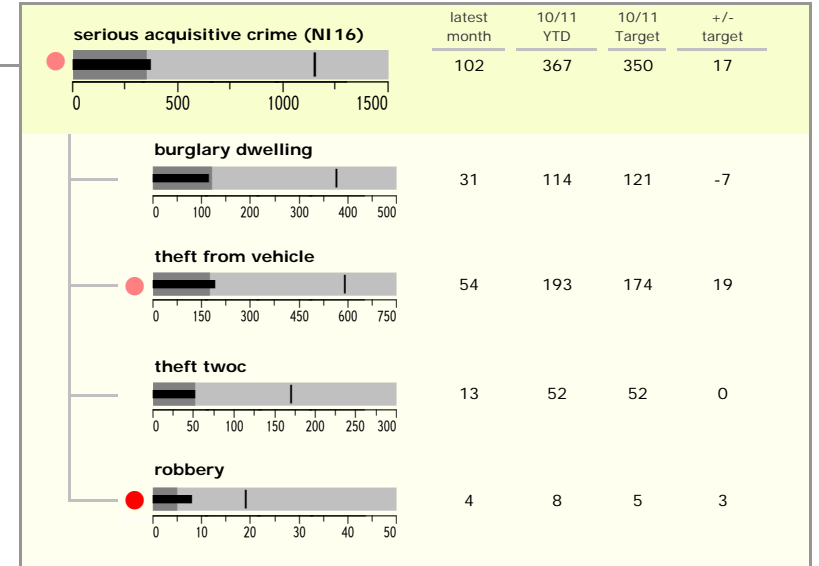 latest 10/11 10/11 +/-
month YTD Target target
serious acquisitive crime (NI16)
102 367 350 17
0 500 1000 1500
burglary dwelling
31 114 121 -7
0 100 200 300 400 500
theft from vehicle
54 193 174 19
0 150 300 450 600 750
theft twoc
13 52 52 0
0 50 100 150 200 250 300
robbery
4 8 5 3
0 10 20 30 40 50